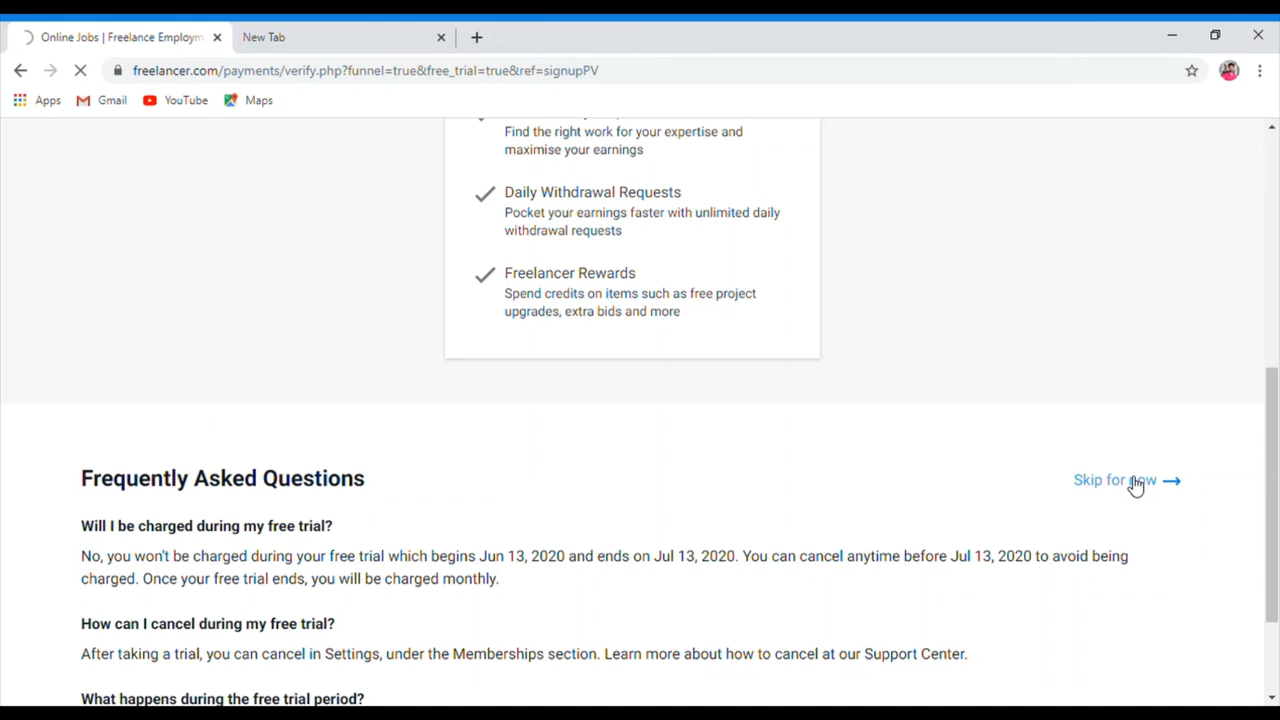 Online Jobs | Freelance Employm
New Tab
freelancer.com/payments/verify.php?funnel=true&free_trial=true&ref=signupPV
Apps
Gmail
YouTube
Maps
Find the right work for your expertise and
maximise your earnings
Daily Withdrawal Requests
Pocket your earnings faster with unlimited daily
withdrawal requests
Freelancer Rewards
Spend credits on items such as free project
upgrades, extra bids and more
Frequently Asked Questions
Skip for now →
Will I be charged during my free trial?
No, you won't be charged during your free trial which begins Jun 13, 2020 and ends on Jul 13, 2020. You can cancel anytime before Jul 13, 2020 to avoid being
charged. Once your free trial ends, you will be charged monthly.
How can I cancel during my free trial?
After taking a trial, you can cancel in Settings, under the Memberships section. Learn more about how to cancel at our Support Center.
What happens during the free trial period?